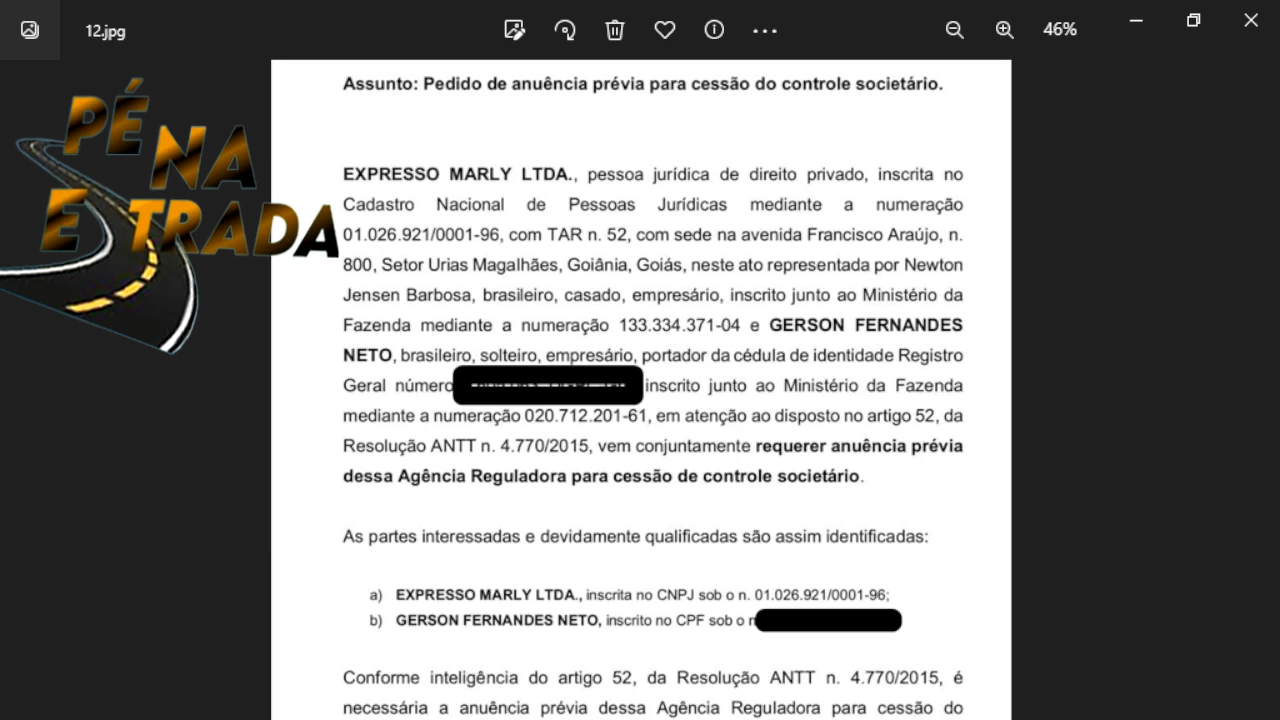 12.jpg
46%
PÉ
NA
E TRADA
Assunto: Pedido de anuência prévia para cessão do controle societário.
EXPRESSO MARLY LTDA., pessoa jurídica de direito privado, inscrita no
Cadastro Nacional de Pessoas Jurídicas mediante a numeração
01.026.921/0001-96, com TAR n. 52, com sede na avenida Francisco Araújo, n.
800, Setor Urias Magalhães, Goiânia, Goiás, neste ato representada por Newton
Jensen Barbosa, brasileiro, casado, empresário, inscrito junto ao Ministério da
Fazenda mediante a numeração 133.334.371-04 e GERSON FERNANDES
NETO, brasileiro, solteiro, empresário, portador da cédula de identidade Registro
Geral número inscrito junto ao Ministério da Fazenda
mediante a numeração 020.712.201-61, em atenção ao disposto no artigo 52, da
Resolução ANTT n. 4.770/2015, vem conjuntamente requerer anuência prévia
dessa Agência Reguladora para cessão de controle societário.
As partes interessadas e devidamente qualificadas são assim identificadas:
a) EXPRESSO MARLY LTDA., inscrita no CNPJ sob o n. 01.026.921/0001-96;
b) GERSON FERNANDES NETO, inscrito no CPF sob o n
Conforme inteligência do artigo 52, da Resolução ANTT n. 4.770/2015, é
necessária a anuência prévia dessa Agência Reguladora para cessão do